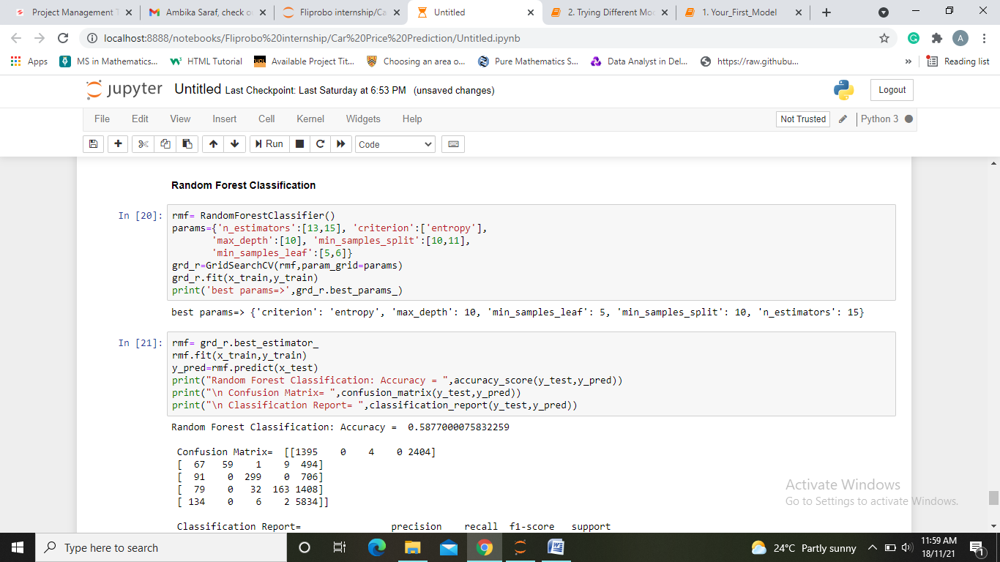 Project Management T
Ambika Saraf, check o
Fliprobo internship/Ca
Untitled
2. Trying Different Mo
1. Your_First_Model
localhost:8888/notebooks/Fliprobo%20internship/Car%20Price%20Prediction/Untitled.ipynb
A
Apps
MS in Mathematics...
HTML Tutorial
Available Project Tit...
Choosing an area o...
Pure Mathematics S...
Data Analyst in Del...
https://raw.githubu...
»
Reading list
jupyter Untitled Last Checkpoint: Last Saturday at 6:53 PM (unsaved changes)
Logout
File Edit View Insert Cell Kernel Widgets Help
Not Trusted
Python 3
Run
Code
Random Forest Classification
In [20]:
rmf= RandomForestClassifier()
params={'n_estimators':[13,15], 'criterion':['entropy'],
'max_depth':[10], 'min_samples_split':[10,11],
'min_samples_leaf':[5,6]}
grd_r=GridSearchCV(rmf,param_grid=params)
grd_r.fit(x_train,y_train)
print('best params=>',grd_r.best_params_)
best params=> {'criterion': 'entropy', 'max_depth': 10, 'min_samples_leaf': 5, 'min_samples_split': 10, 'n_estimators': 15}
In [21]:
rmf= grd_r.best_estimator_
rmf.fit(x_train,y_train)
y_pred=rmf.predict(x_test)
print("Random Forest Classification: Accuracy = ",accuracy_score(y_test,y_pred))
print("\n Confusion Matrix= ",confusion_matrix(y_test,y_pred))
print("\n Classification Report= ",classification_report(y_test,y_pred))
Random Forest Classification: Accuracy =  0.5877000075832259
Confusion Matrix=  [[1395    0    4    0 2404]
[  67   59    1    9  494]
[  91    0  299    0  706]
[  79    0   32  163 1408]
[ 134    0    6    2 5834]]
Classification Report=                precision    recall  f1-score   support
Activate Windows
Go to Settings to activate Windows.
Type here to search
24°C Partly sunny
11:59 AM
18/11/21
1